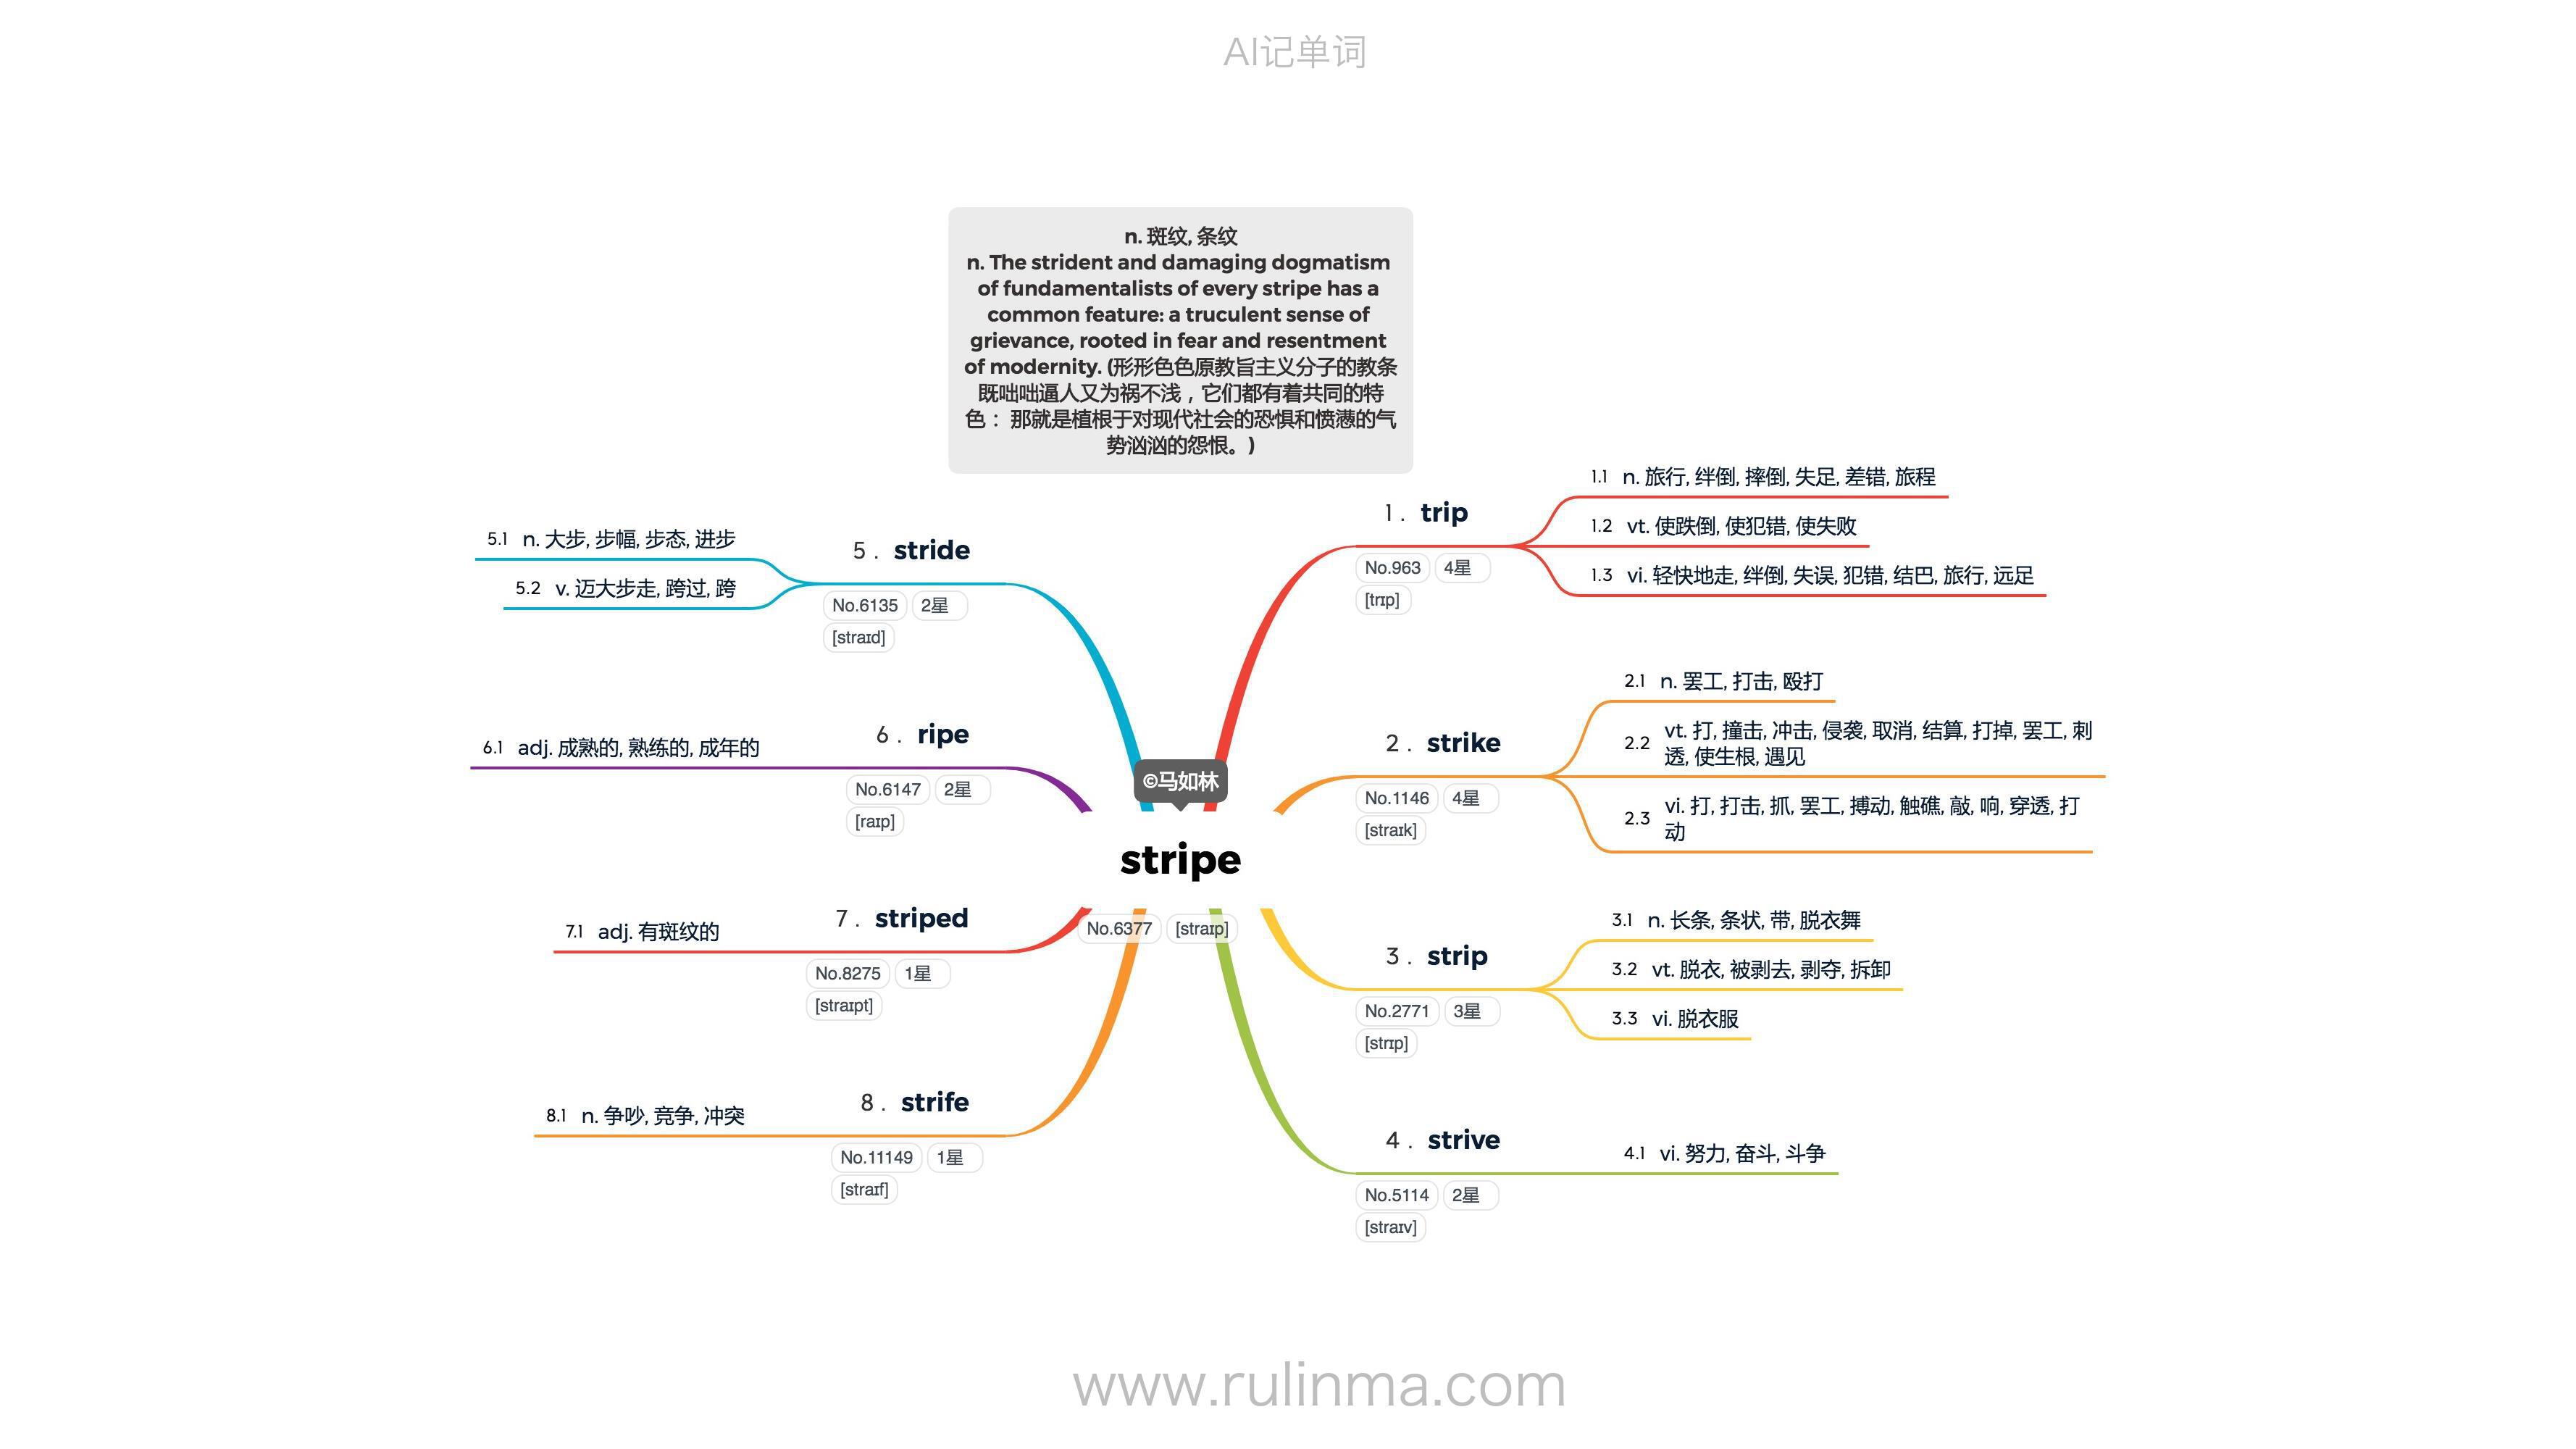 AI记单词
n. 斑纹, 条纹
n. The strident and damaging dogmatism
of fundamentalists of every stripe has a
common feature: a truculent sense of
grievance, rooted in fear and resentment
of modernity. (形形色色原教旨主义分子的教条
既咄咄逼人又为祸不浅，它们都有着共同的特
色： 那就是植根于对现代社会的恐惧和愤懑的气
势汹汹的怨恨。)
©马如林
stripe
No.6377 [straɪp]
1. trip
No.963 4星
[trɪp]
1.1 n. 旅行, 绊倒, 摔倒, 失足, 差错, 旅程
1.2 vt. 使跌倒, 使犯错, 使失败
1.3 vi. 轻快地走, 绊倒, 失误, 犯错, 结巴, 旅行, 远足
2. strike
No.1146 4星
[straɪk]
2.1 n. 罢工, 打击, 殴打
2.2 vt. 打, 撞击, 冲击, 侵袭, 取消, 结算, 打掉, 罢工, 刺
透, 使生根, 遇见
2.3 vi. 打, 打击, 抓, 罢工, 搏动, 触礁, 敲, 响, 穿透, 打
动
3. strip
No.2771 3星
[strɪp]
3.1 n. 长条, 条状, 带, 脱衣舞
3.2 vt. 脱衣, 被剥去, 剥夺, 拆卸
3.3 vi. 脱衣服
4. strive
No.5114 2星
[straɪv]
4.1 vi. 努力, 奋斗, 斗争
5. stride
No.6135 2星
[straɪd]
5.1 n. 大步, 步幅, 步态, 进步
5.2 v. 迈大步走, 跨过, 跨
6. ripe
No.6147 2星
[raɪp]
6.1 adj. 成熟的, 熟练的, 成年的
7. striped
No.8275 1星
[straɪpt]
7.1 adj. 有斑纹的
8. strife
No.11149 1星
[straɪf]
8.1 n. 争吵, 竞争, 冲突
www.rulinma.com